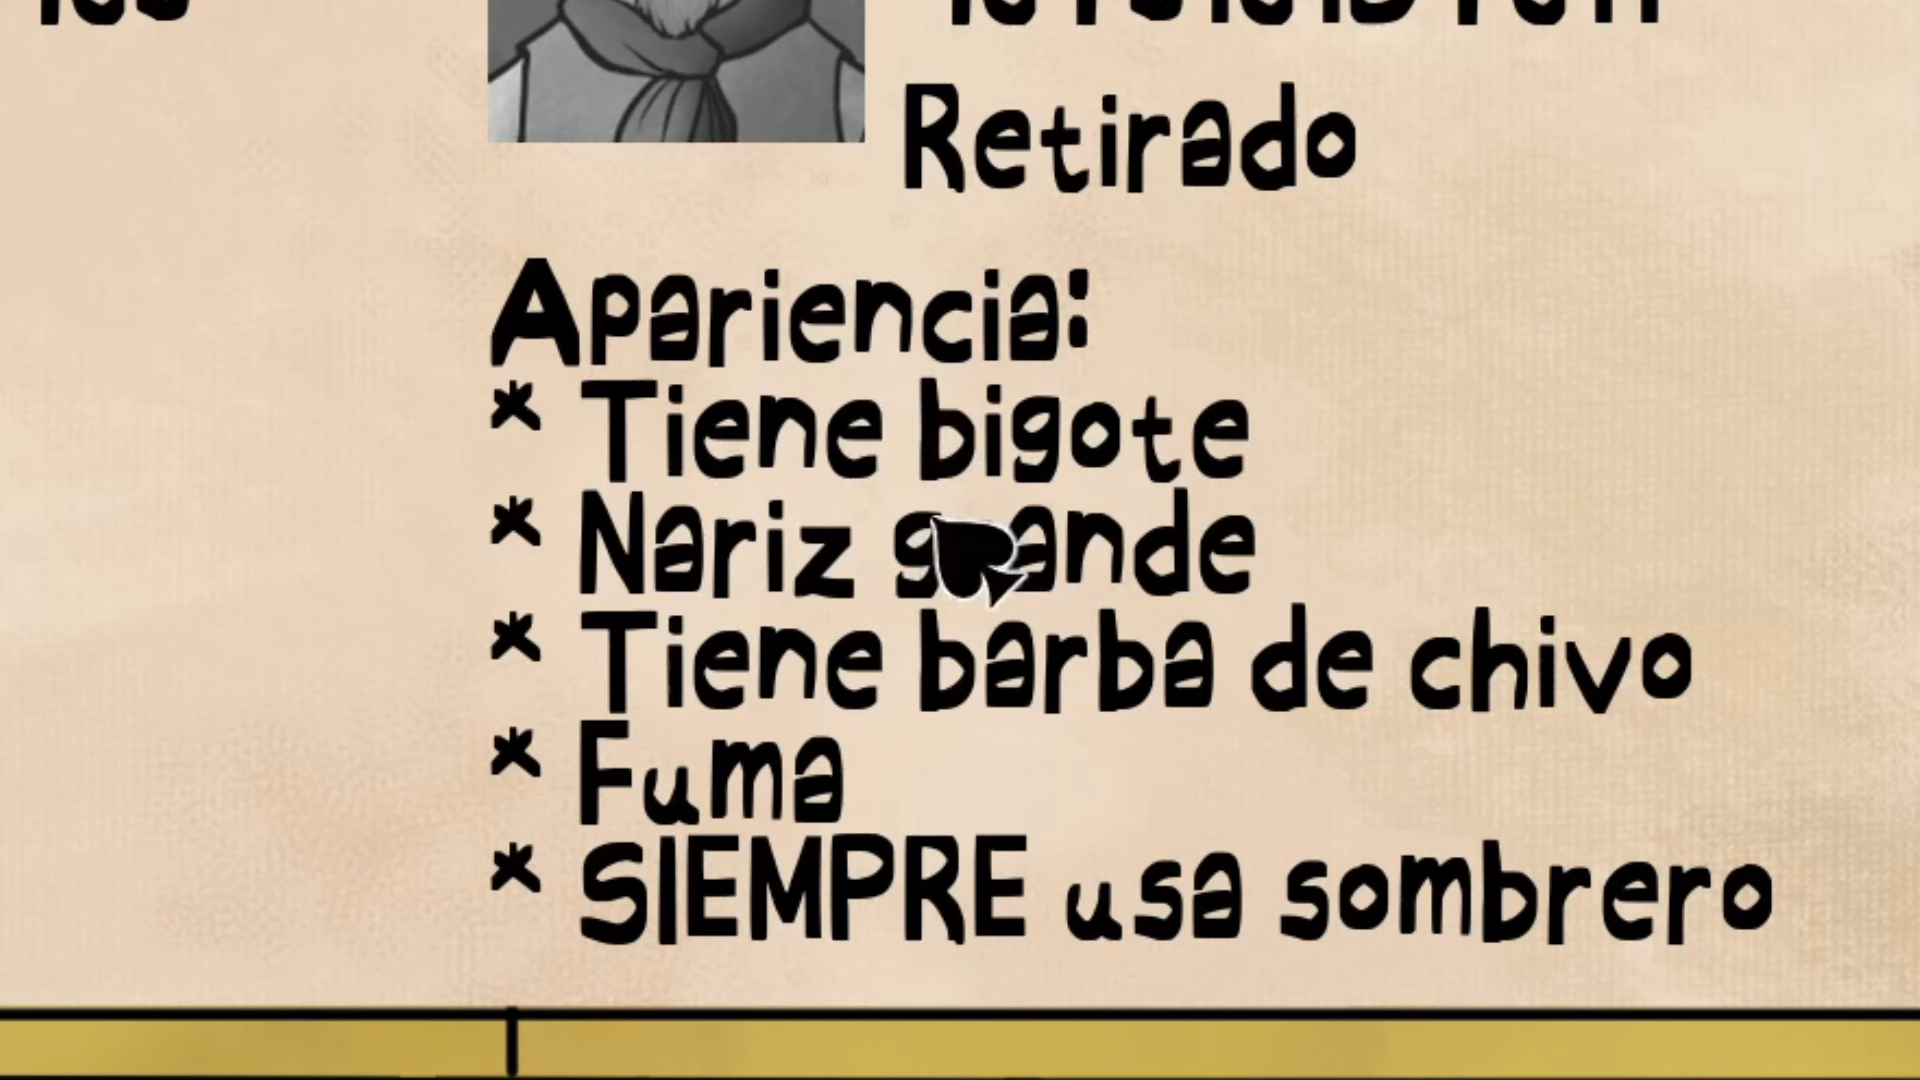 Retirado
Apariencia:
* Tiene bigote
* Nariz grande
* Tiene barba de chivo
* Fuma
* SIEMPRE usa sombrero